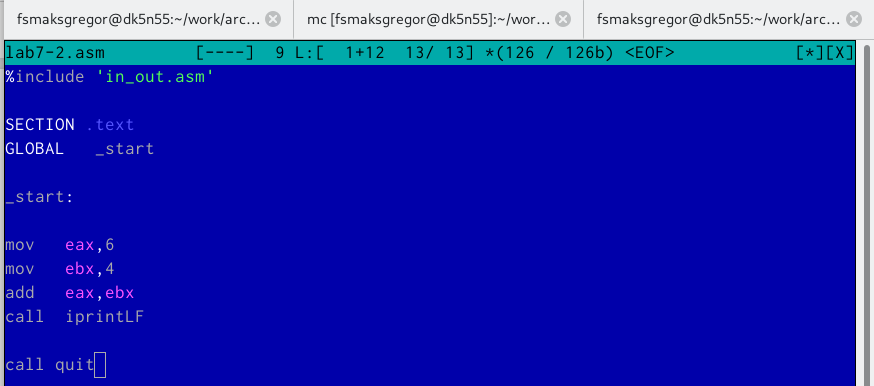 fsmaksgregor@dk5n55:~/work/arc... mc [fsmaksgregor@dk5n55]:~/wor... fsmaksgregor@dk5n55:~/work/arc...
lab7-2.asm         [----]  9 L:[  1+12  13/ 13] *(126 / 126b) <EOF>            [*][X]
%include 'in_out.asm'
SECTION .text
GLOBAL   _start
_start:
mov   eax,6
mov   ebx,4
add   eax,ebx
call  iprintLF
call quit